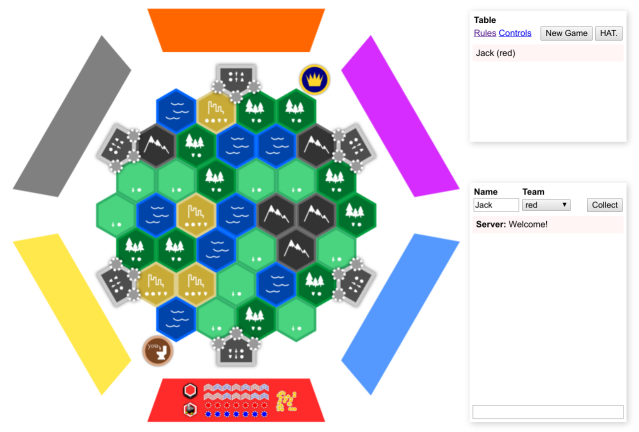 Table
Rules Controls New Game HAT.
Jack (red)
Name Team
Jack red Collect
Server: Welcome!